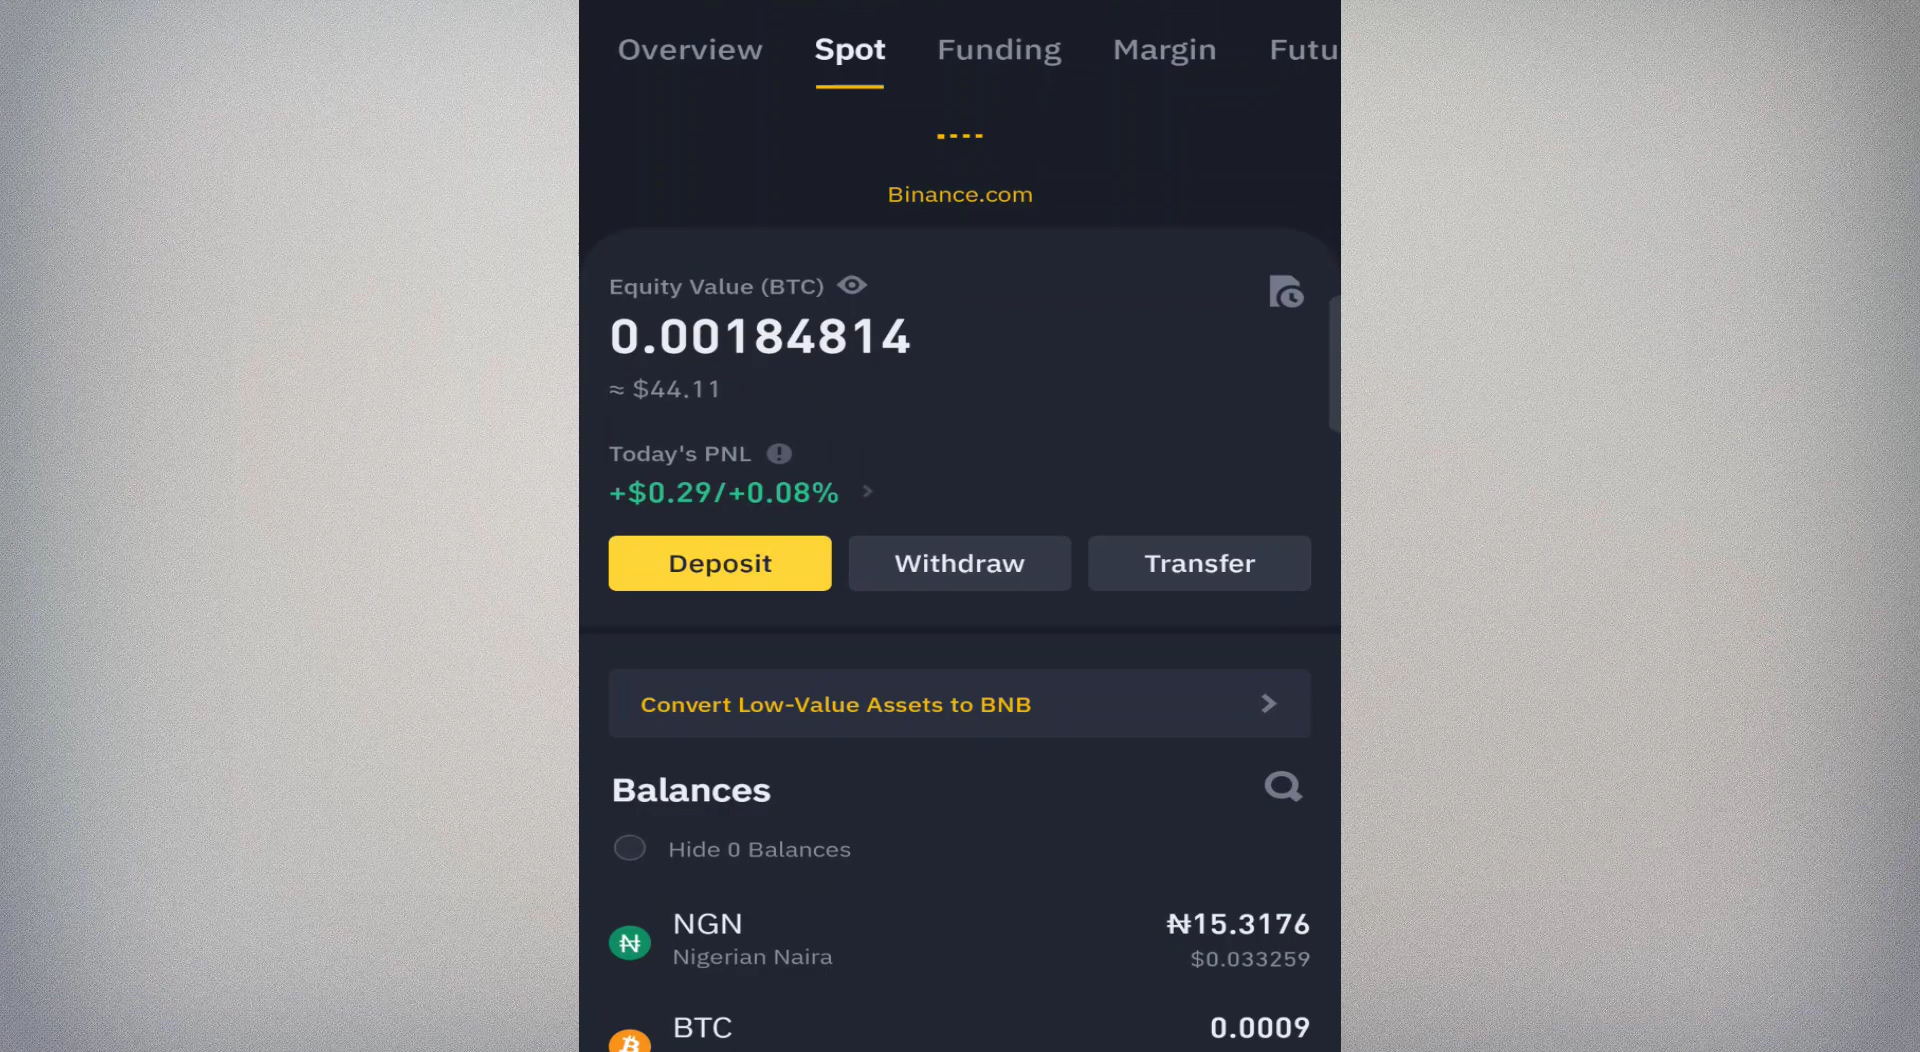 Overview Spot Funding Margin Futu
Binance.com
Equity Value (BTC)
0.00184814
≈ $44.11
Today's PNL
+$0.29/+0.08%
Deposit Withdraw Transfer
Convert Low-Value Assets to BNB
Balances
Hide 0 Balances
NGN ₦15.3176
Nigerian Naira $0.033259
BTC 0.0009